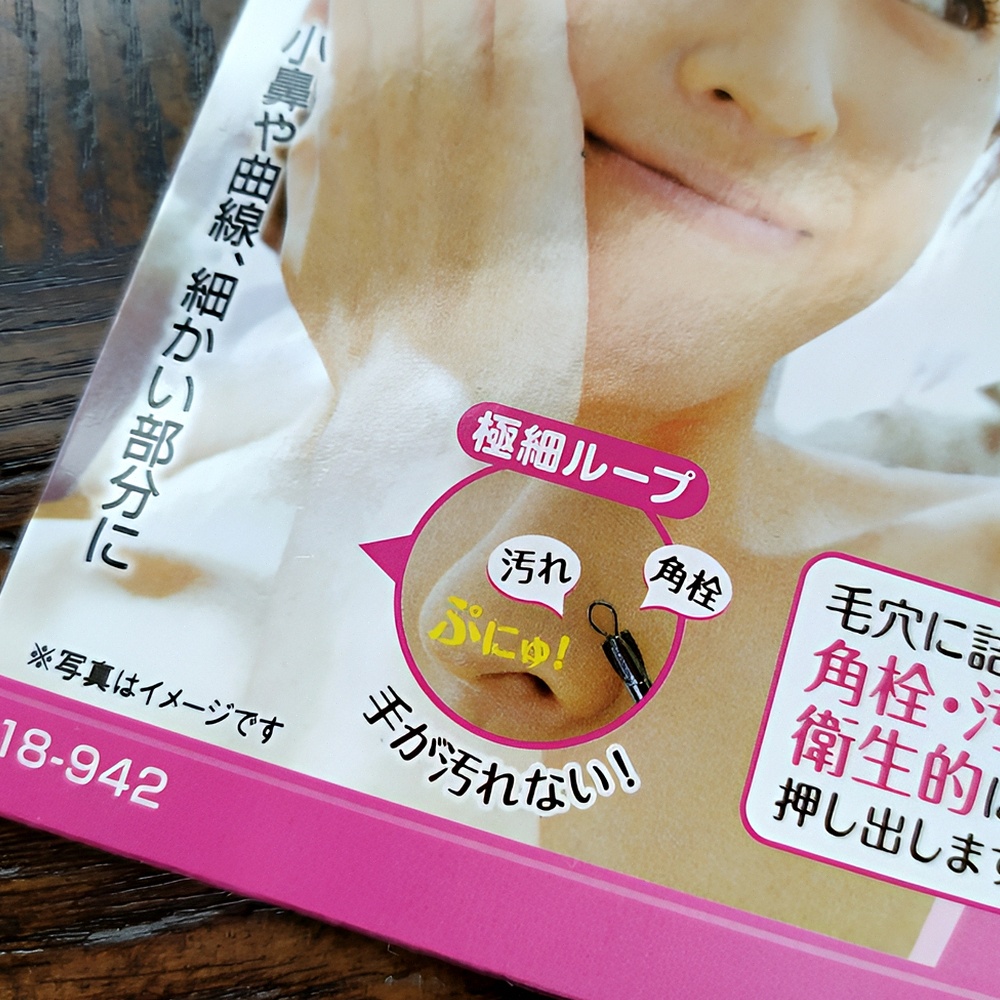 小鼻や曲線、細かい部分に
極細ループ
汚れ
角栓
ぷにゅ!
手が汚れない!
毛穴に詰
角栓・汚
衛生的に
押し出します
※写真はイメージです
18-942